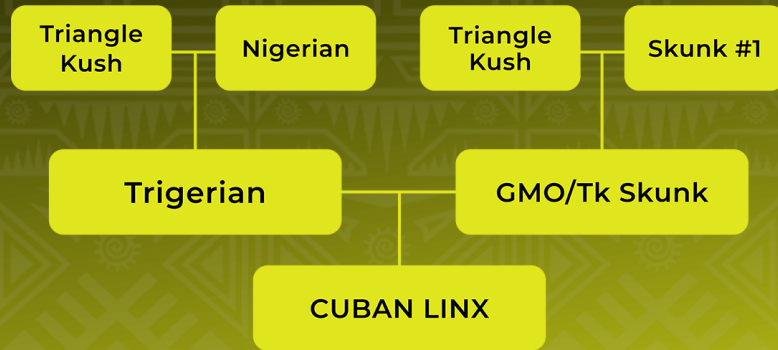 Triangle
Kush
Nigerian
Triangle
Kush
Skunk #1
Trigerian
GMO/Tk Skunk
CUBAN LINX